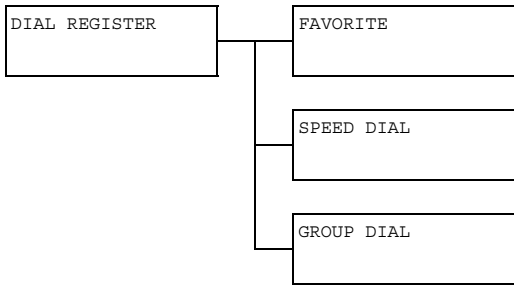 DIAL REGISTER
FAVORITE
SPEED DIAL
GROUP DIAL